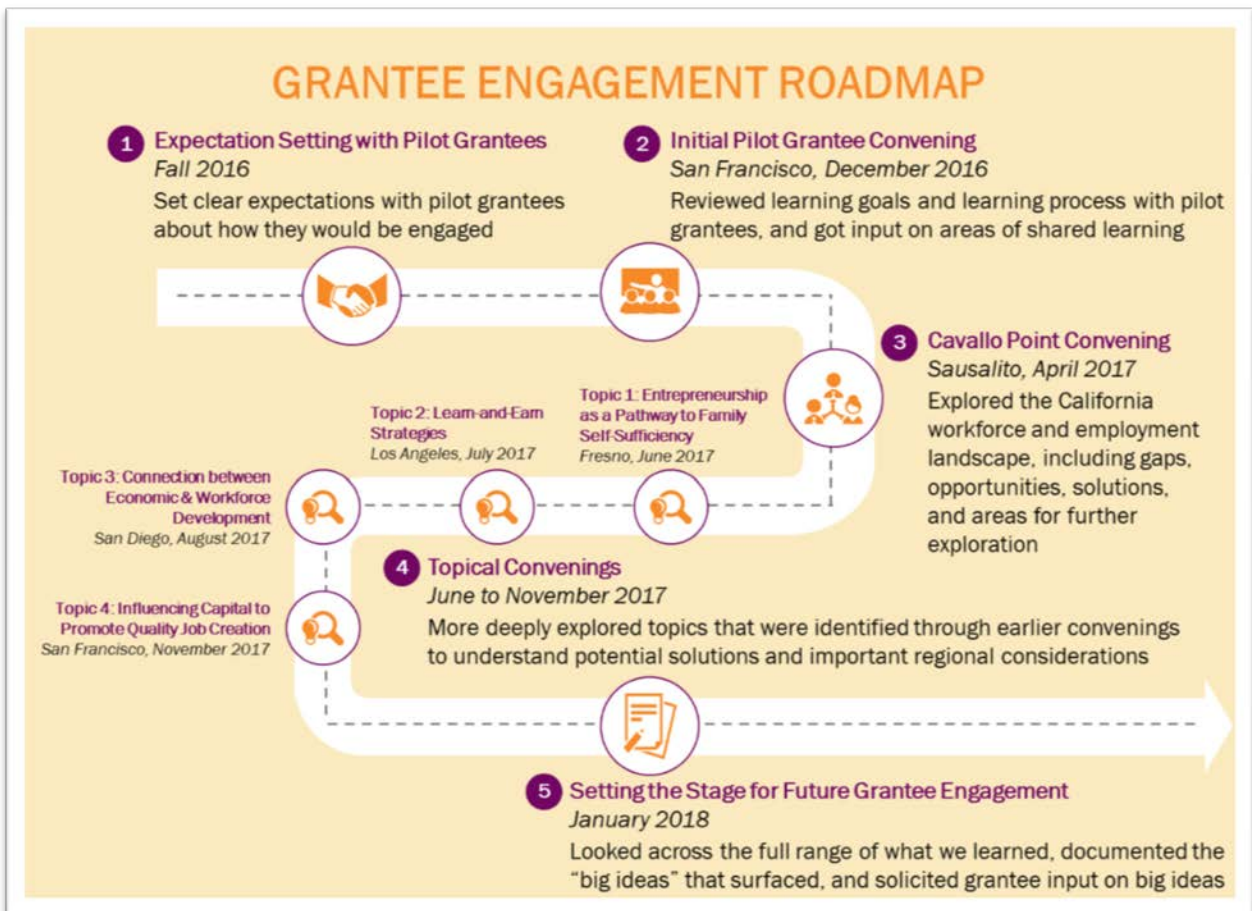 GRANTEE ENGAGEMENT ROADMAP
1 Expectation Setting with Pilot Grantees
Fall 2016
Set clear expectations with pilot grantees
about how they would be engaged
2 Initial Pilot Grantee Convening
San Francisco, December 2016
Reviewed learning goals and learning process with pilot
grantees, and got input on areas of shared learning
3 Cavallo Point Convening
Sausalito, April 2017
Explored the California
workforce and employment
landscape, including gaps,
opportunities, solutions,
and areas for further
exploration
Topic 1: Entrepreneurship
as a Pathway to Family
Self-Sufficiency
Fresno, June 2017
Topic 2: Learn-and-Earn
Strategies
Los Angeles, July 2017
Topic 3: Connection between
Economic & Workforce
Development
San Diego, August 2017
Topic 4: Influencing Capital to
Promote Quality Job Creation
San Francisco, November 2017
4 Topical Convenings
June to November 2017
More deeply explored topics that were identified through earlier convenings
to understand potential solutions and important regional considerations
5 Setting the Stage for Future Grantee Engagement
January 2018
Looked across the full range of what we learned, documented the
“big ideas” that surfaced, and solicited grantee input on big ideas